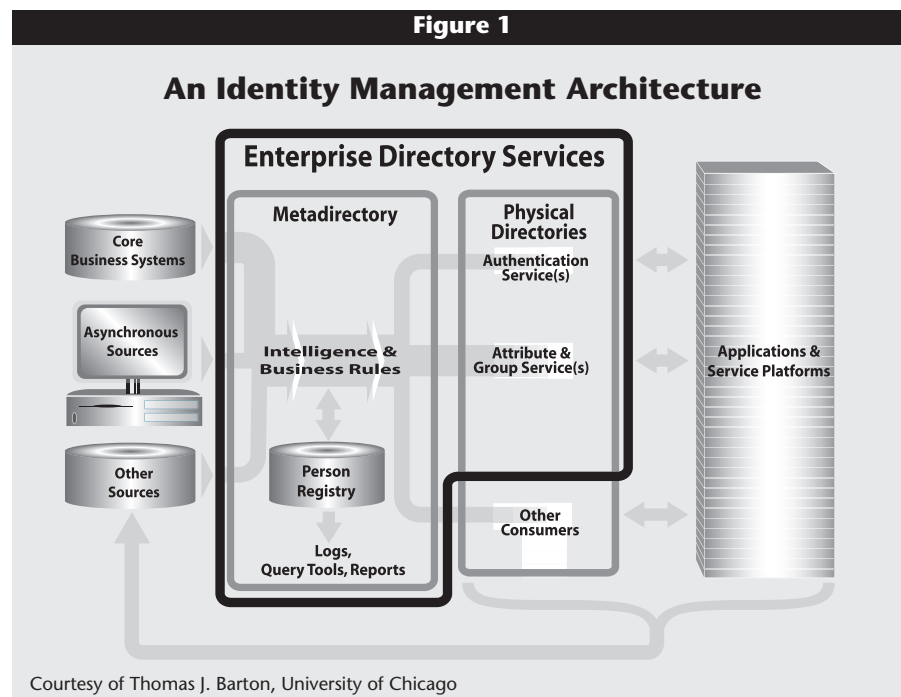 Figure 1
An Identity Management Architecture
Enterprise Directory Services
Metadirectory
Physical
Directories
Core
Business Systems
Authentication
Service(s)
Asynchronous
Sources
Intelligence &
Business Rules
Attribute &
Group Service(s)
Applications &
Service Platforms
Other
Sources
Person
Registry
Other
Consumers
Logs,
Query Tools, Reports
Courtesy of Thomas J. Barton, University of Chicago